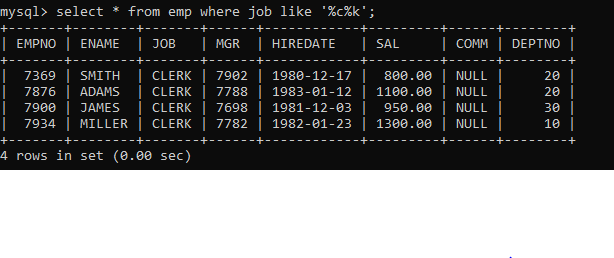 mysql> select * from emp where job like '%c%k';
+-------+--------+-------+------+------------+---------+------+--------+
| EMPNO | ENAME  | JOB   | MGR  | HIREDATE   | SAL     | COMM | DEPTNO |
+-------+--------+-------+------+------------+---------+------+--------+
|  7369 | SMITH  | CLERK | 7902 | 1980-12-17 |  800.00 | NULL |     20 |
|  7876 | ADAMS  | CLERK | 7788 | 1983-01-12 | 1100.00 | NULL |     20 |
|  7900 | JAMES  | CLERK | 7698 | 1981-12-03 |  950.00 | NULL |     30 |
|  7934 | MILLER | CLERK | 7782 | 1982-01-23 | 1300.00 | NULL |     10 |
+-------+--------+-------+------+------------+---------+------+--------+
4 rows in set (0.00 sec)